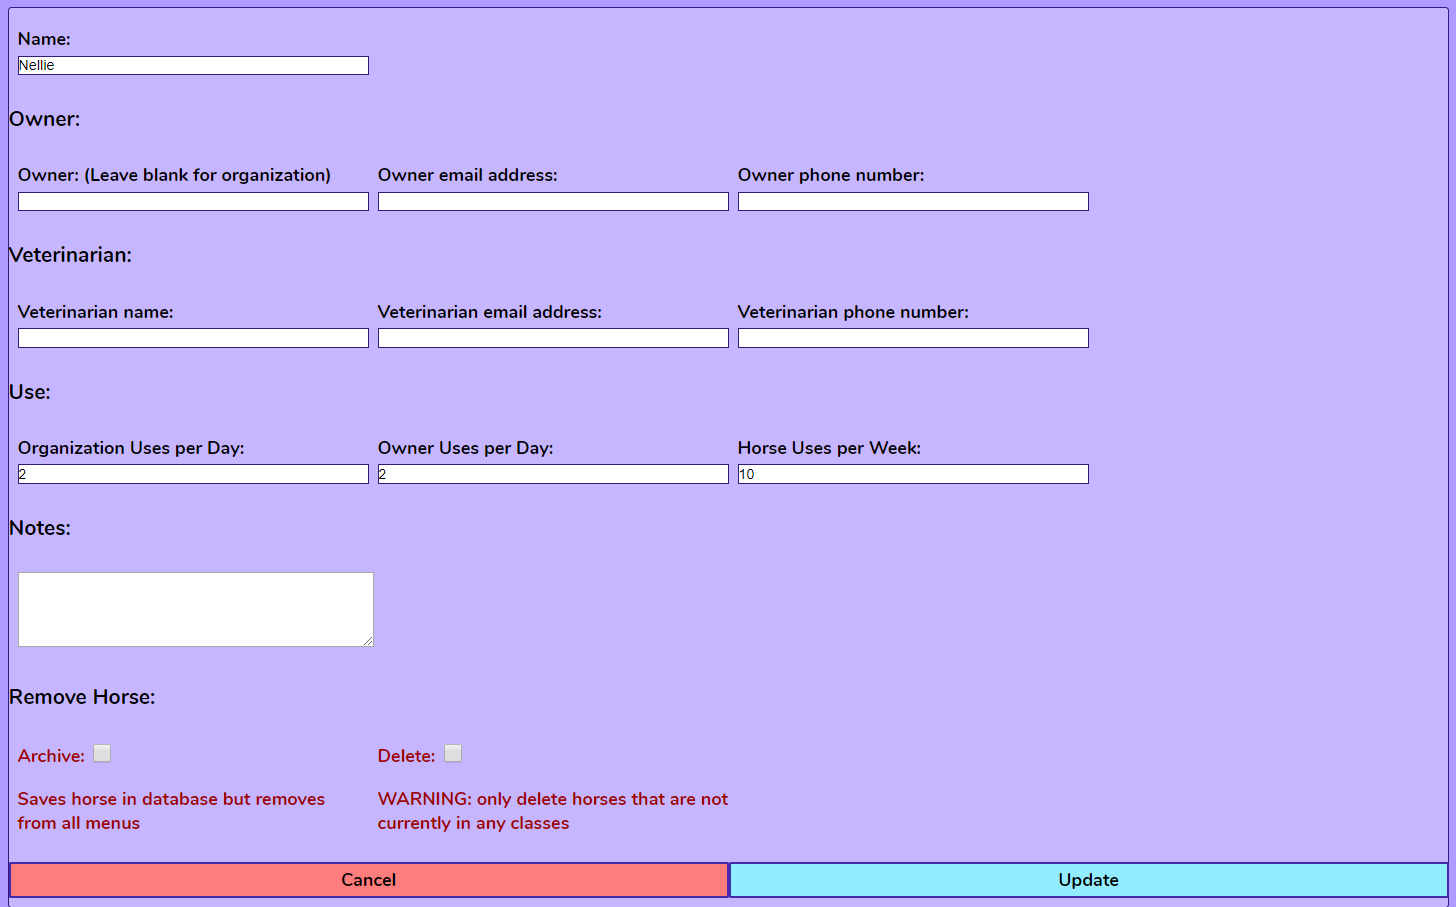 Name:
Nellie
Owner:
Owner: (Leave blank for organization) Owner email address: Owner phone number:
Veterinarian:
Veterinarian name: Veterinarian email address: Veterinarian phone number:
Use:
Organization Uses per Day: Owner Uses per Day: Horse Uses per Week:
2 2 10
Notes:
Remove Horse:
Archive: Delete:
Saves horse in database but removes
from all menus
WARNING: only delete horses that are not
currently in any classes
Cancel Update